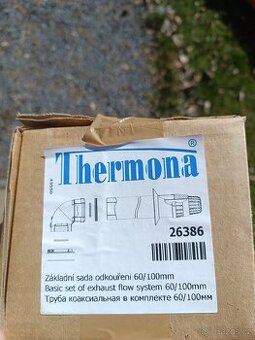 Thermona®
26386
Základní sada odkouření 60/100mm
Basic set of exhaust flow system 60/100mm
Труба коаксиальная в комплекте 60/100мм